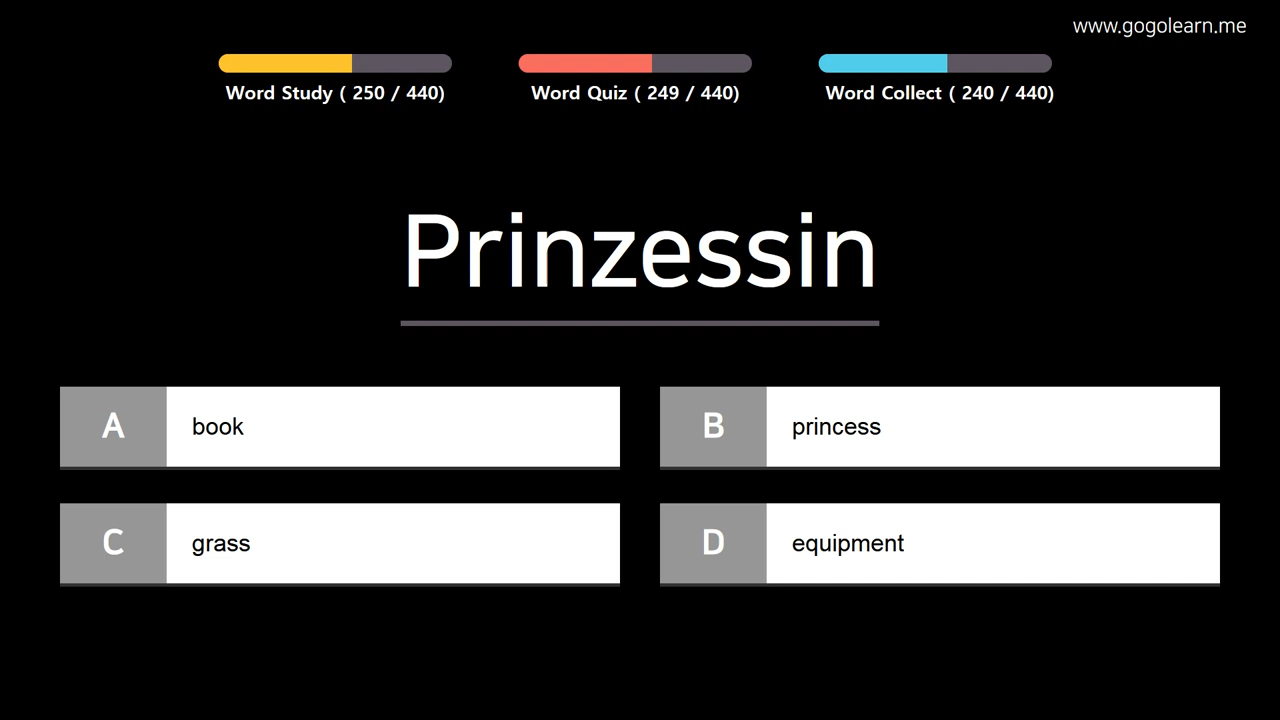 www.gogolearn.me
Word Study ( 250 / 440)
Word Quiz ( 249 / 440)
Word Collect ( 240 / 440)
Prinzessin
A book
B princess
C grass
D equipment